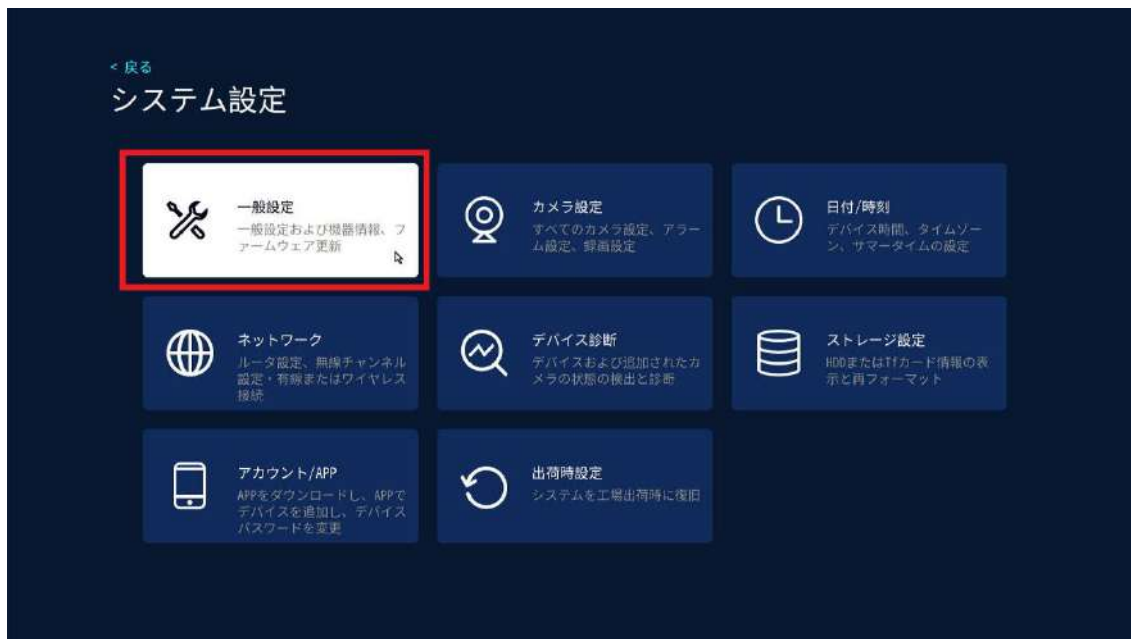 < 戻る
システム設定
一般設定
一般設定および機器情報、フ
ァームウェア更新
カメラ設定
すべてのカメラ設定、アラー
ム設定、録画設定
日付/時刻
デバイス時間、タイムゾー
ン、サマータイムの設定
ネットワーク
ルータ設定、無線チャンネル
設定・有線またはワイヤレス
接続
デバイス診断
デバイスおよび追加されたカ
メラの状態の検出と診断
ストレージ設定
HDDまたはTfカード情報の表
示と再フォーマット
アカウント/APP
APPをダウンロードし、APPで
デバイスを追加し、デバイス
パスワードを変更
出荷時設定
システムを工場出荷時に復旧